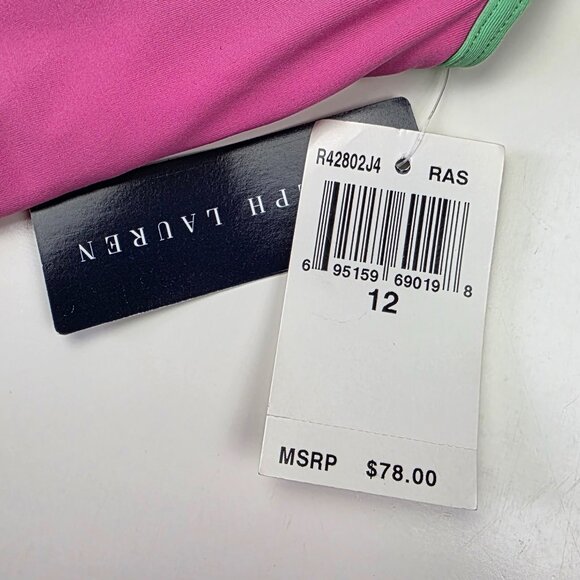 PH LAUREN
R42802J4 RAS
6 95159 69019 8
12
MSRP $78.00